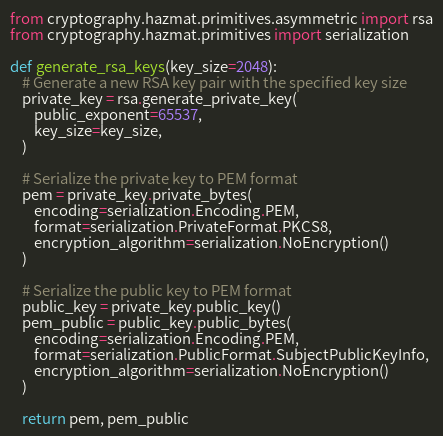 from cryptography.hazmat.primitives.asymmetric import rsa
from cryptography.hazmat.primitives import serialization

def generate_rsa_keys(key_size=2048):
    # Generate a new RSA key pair with the specified key size
    private_key = rsa.generate_private_key(
        public_exponent=65537,
        key_size=key_size,
    )

    # Serialize the private key to PEM format
    pem = private_key.private_bytes(
        encoding=serialization.Encoding.PEM,
        format=serialization.PrivateFormat.PKCS8,
        encryption_algorithm=serialization.NoEncryption()
    )

    # Serialize the public key to PEM format
    public_key = private_key.public_key()
    pem_public = public_key.public_bytes(
        encoding=serialization.Encoding.PEM,
        format=serialization.PublicFormat.SubjectPublicKeyInfo,
        encryption_algorithm=serialization.NoEncryption()
    )

    return pem, pem_public